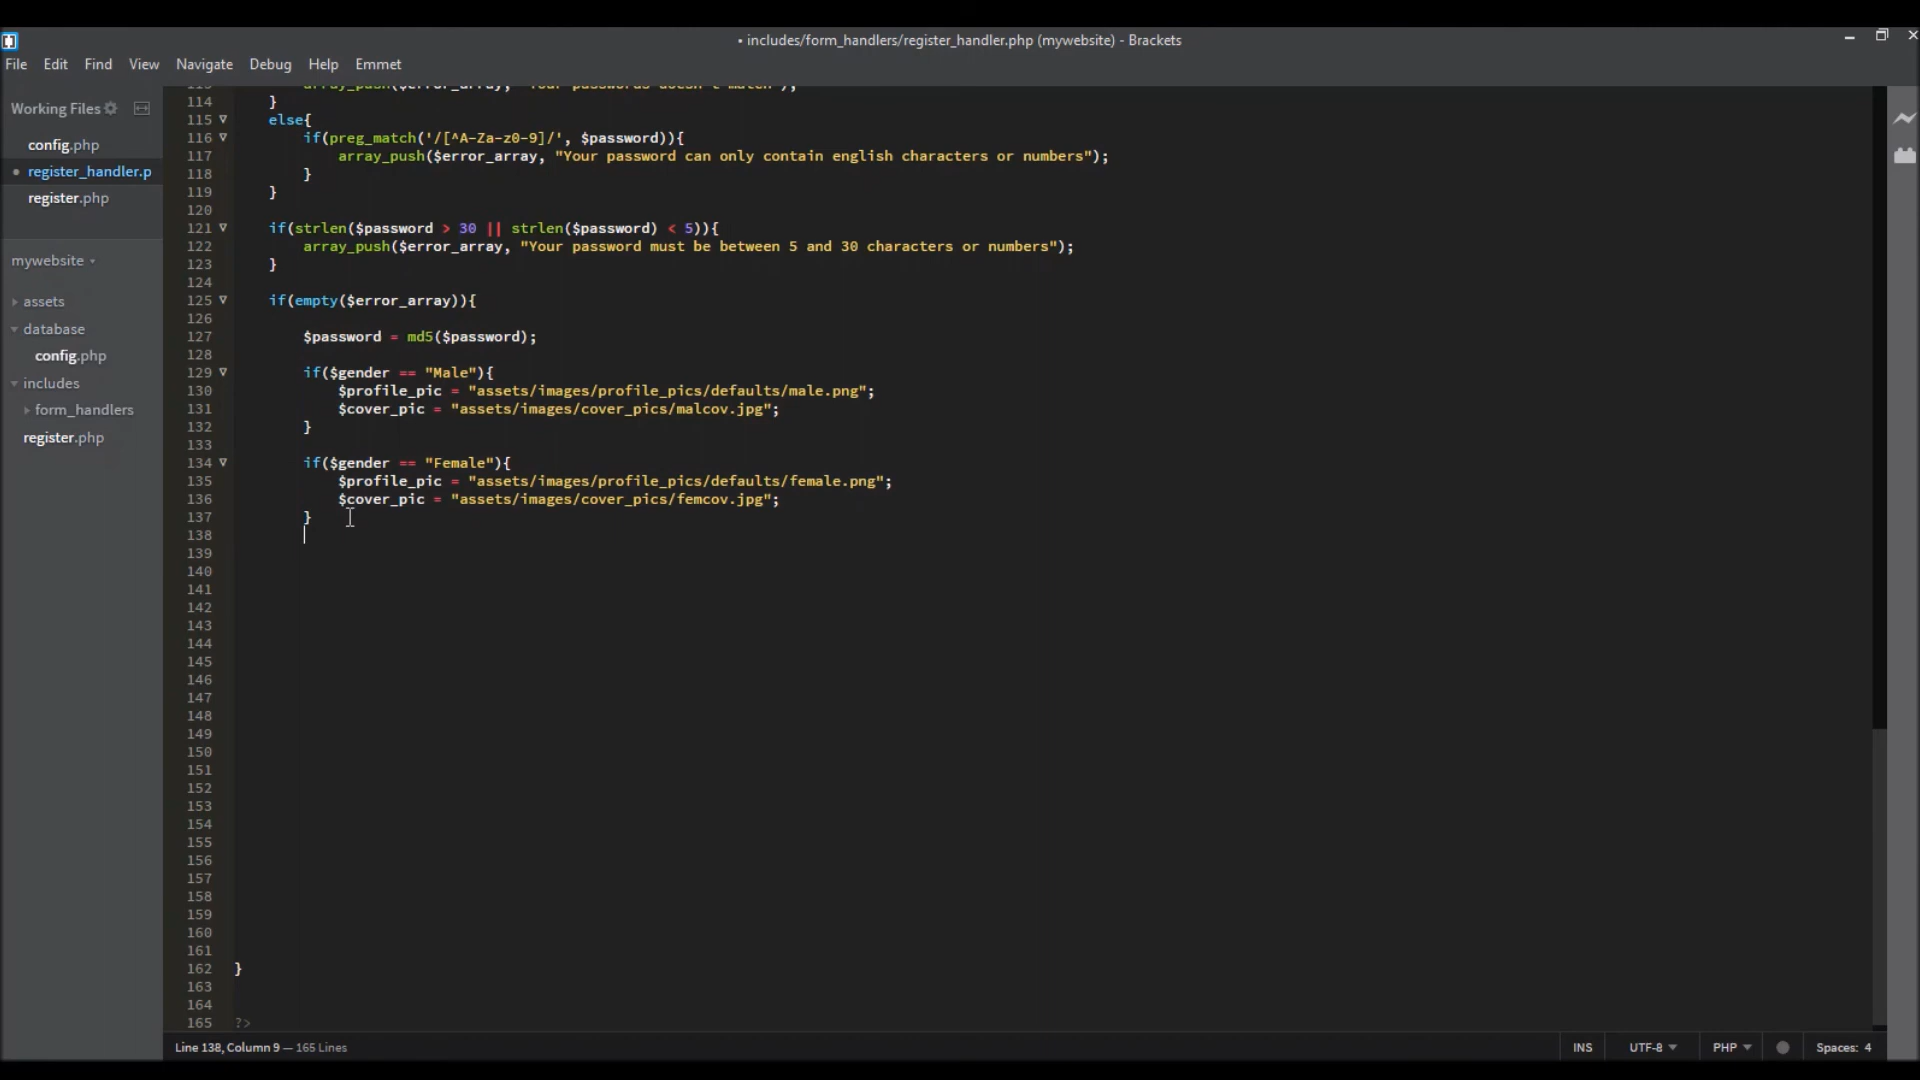 • includes/form_handlers/register_handler.php (mywebsite) - Brackets
File Edit Find View Navigate Debug Help Emmet
Working Files
config.php
register_handler.p
register.php
mywebsite
assets
database
config.php
includes
form_handlers
register.php
114 }
115 else{
116 if(preg_match('/[^A-Za-z0-9]/', $password)){
117 array_push($error_array, "Your password can only contain english characters or numbers");
118 }
119 }
120
121 if(strlen($password > 30 || strlen($password) < 5)){
122 array_push($error_array, "Your password must be between 5 and 30 characters or numbers");
123 }
124
125 if(empty($error_array)){
126
127 $password = md5($password);
128
129 if($gender == "Male"){
130 $profile_pic = "assets/images/profile_pics/defaults/male.png";
131 $cover_pic = "assets/images/cover_pics/malcov.jpg";
132 }
133
134 if($gender == "Female"){
135 $profile_pic = "assets/images/profile_pics/defaults/female.png";
136 $cover_pic = "assets/images/cover_pics/femcov.jpg";
137 }
138
139
140
141
142
143
144
145
146
147
148
149
150
151
152
153
154
155
156
157
158
159
160
161
162 }
163
164
165 ?>
Line 138, Column 9 — 165 Lines
INS UTF-8 PHP Spaces: 4